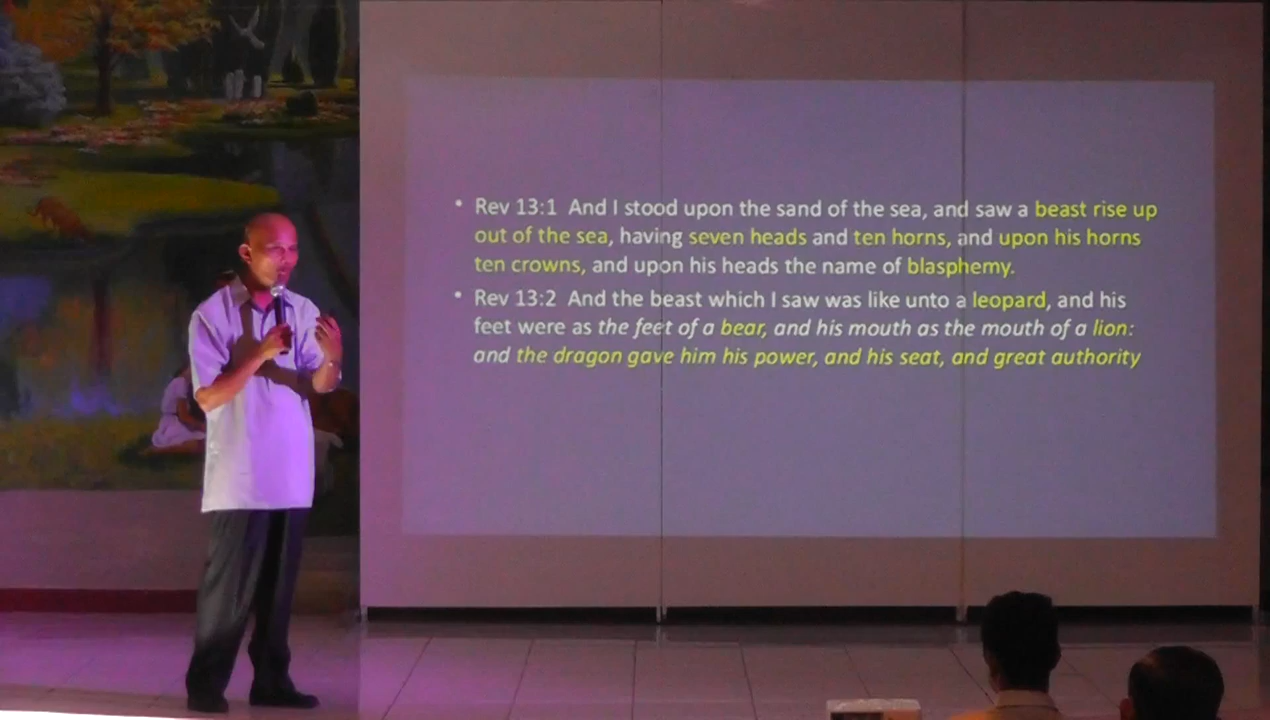 • Rev 13:1 And I stood upon the sand of the sea, and saw a beast rise up
out of the sea, having seven heads and ten horns, and upon his horns
ten crowns, and upon his heads the name of blasphemy.
• Rev 13:2 And the beast which I saw was like unto a leopard, and his
feet were as the feet of a bear, and his mouth as the mouth of a lion:
and the dragon gave him his power, and his seat, and great authority